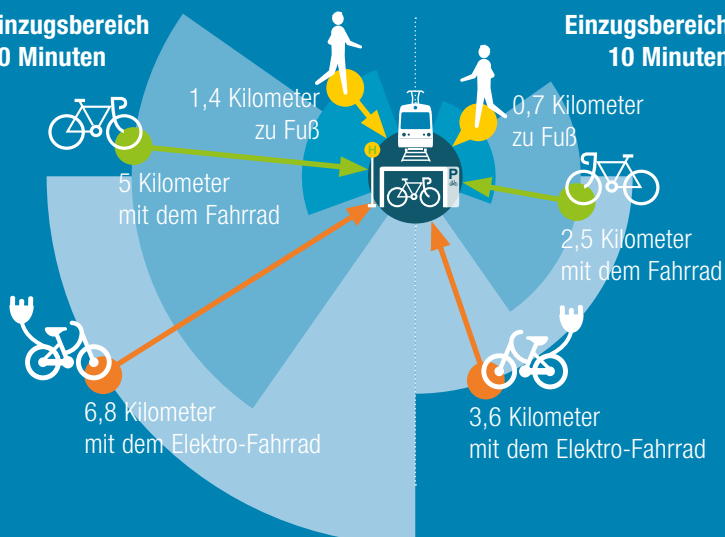 inzugsbereich
0 Minuten
Einzugsbereich
10 Minuten
1,4 Kilometer
zu Fuß
0,7 Kilometer
zu Fuß
H
P
5 Kilometer
mit dem Fahrrad
2,5 Kilometer
mit dem Fahrrad
6,8 Kilometer
mit dem Elektro-Fahrrad
3,6 Kilometer
mit dem Elektro-Fahrrad